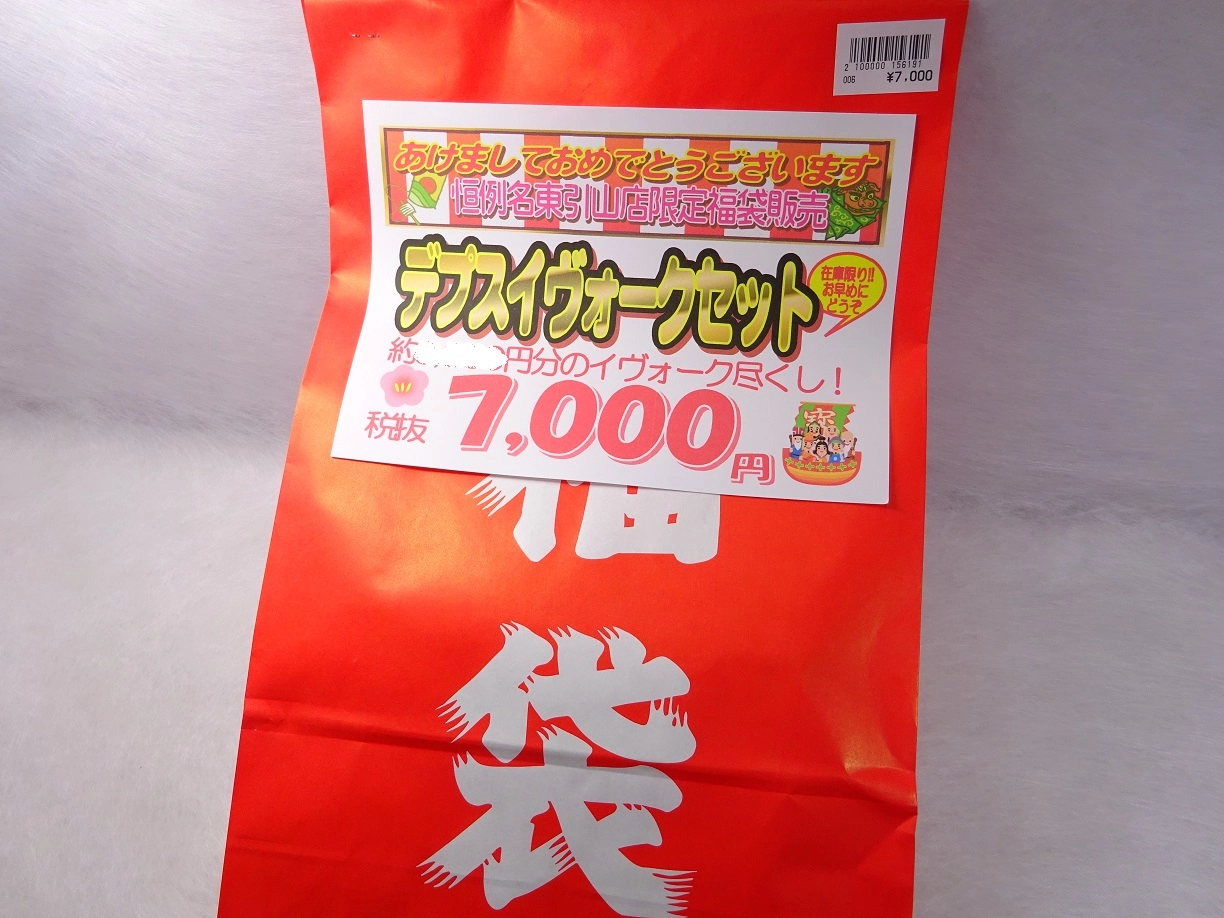 2 100000 156191
006 ¥7,000
あけましておめでとうございます
恒例名東引山店限定福袋販売
デプスイヴォークセット
在庫限り!!
お早めに
どうぞ
約 円分のイヴォーク尽くし!
税抜 7,000円
宝
福
袋